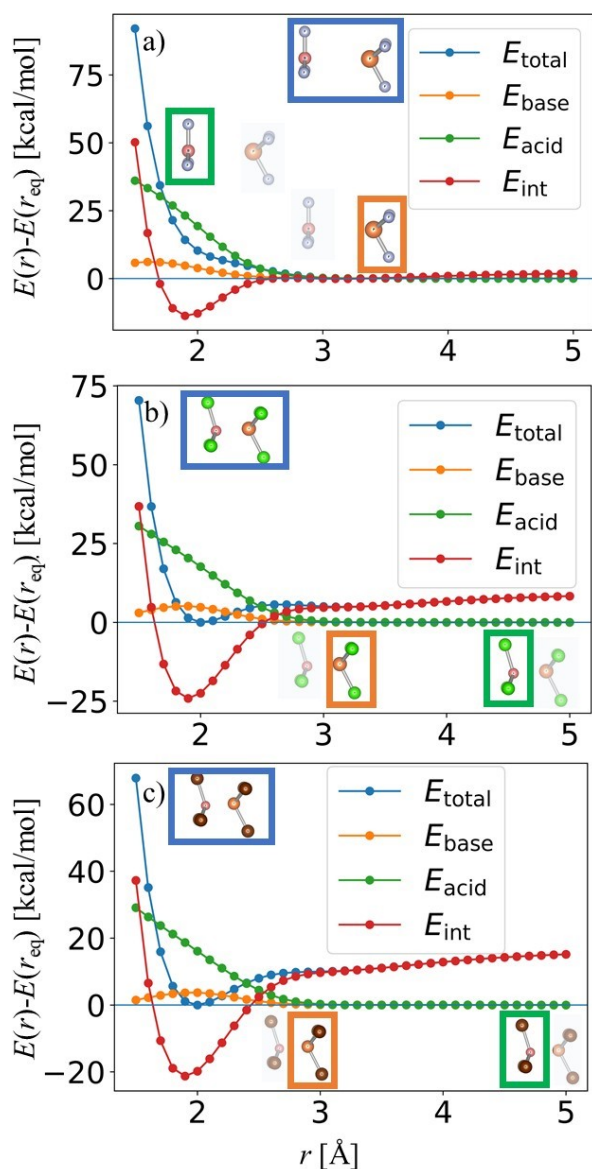 a)
E_total
E_base
E_acid
E_int
E(r)-E(r_eq) [kcal/mol]
75
50
25
0
2 3 4 5
b)
E_total
E_base
E_acid
E_int
E(r)-E(r_eq) [kcal/mol]
75
50
25
0
−25
2 3 4 5
c)
E_total
E_base
E_acid
E_int
E(r)-E(r_eq) [kcal/mol]
60
40
20
0
−20
2 3 4 5
r [Å]